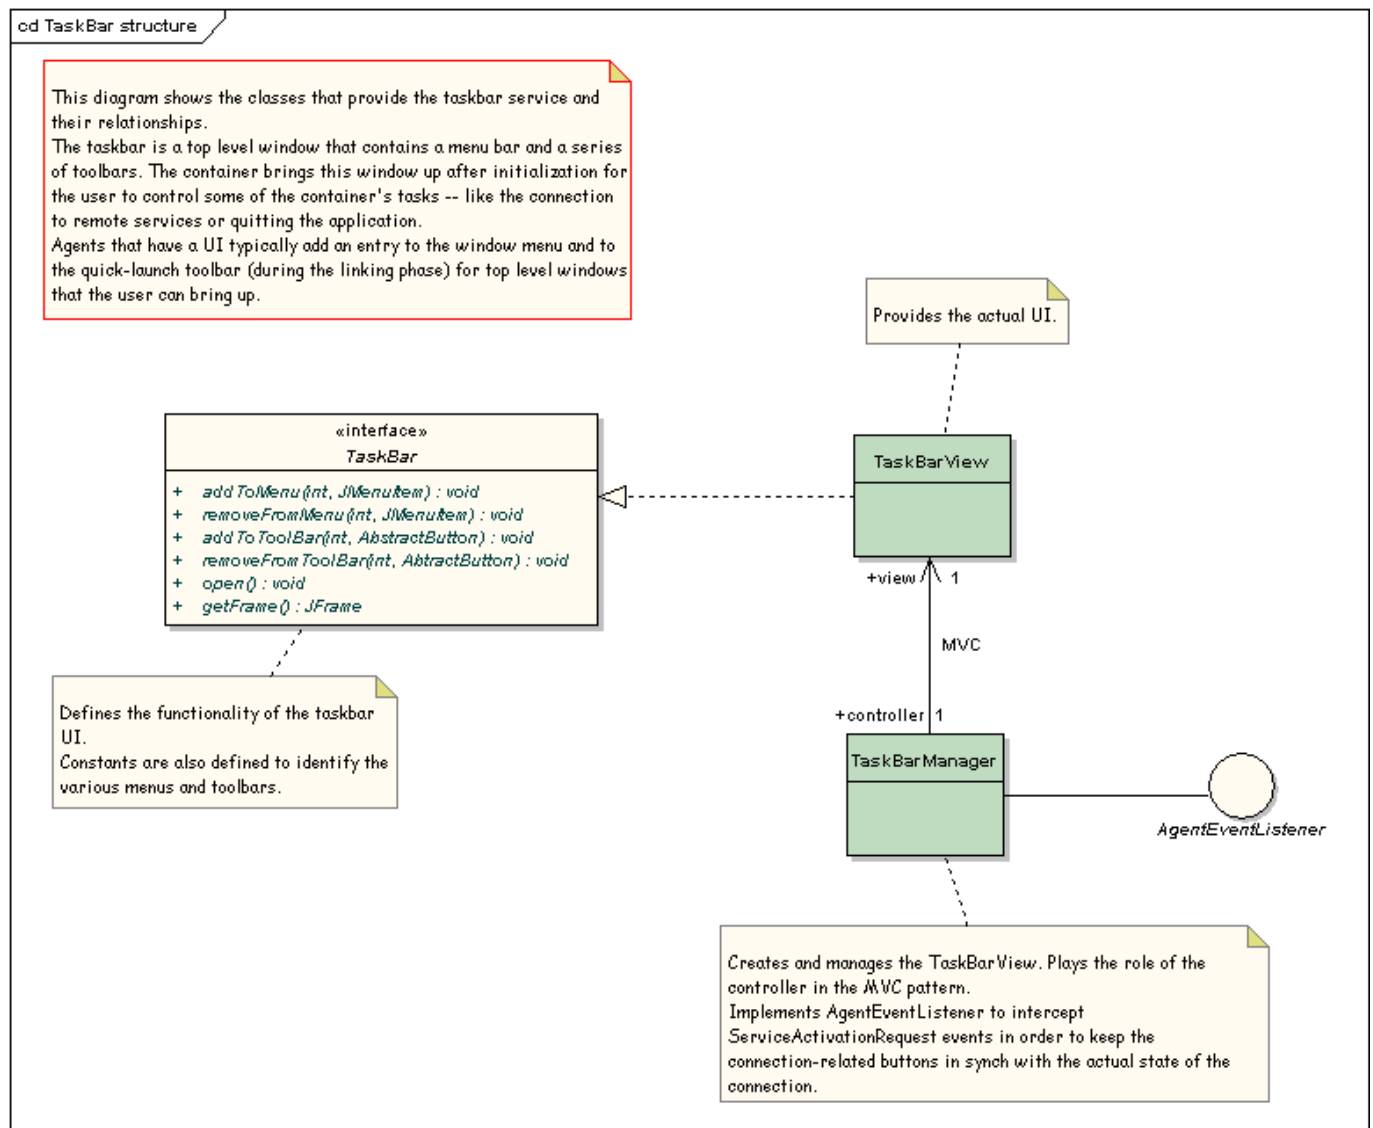 cd TaskBar structure
This diagram shows the classes that provide the taskbar service and
their relationships.
The taskbar is a top level window that contains a menu bar and a series
of toolbars. The container brings this window up after initialization for
the user to control some of the container's tasks -- like the connection
to remote services or quitting the application.
Agents that have a UI typically add an entry to the window menu and to
the quick-launch toolbar (during the linking phase) for top level windows
that the user can bring up.
Provides the actual UI.
«interface»
TaskBar
+ addToMenu(int, JMenuItem) : void
+ removeFromMenu(int, JMenuItem) : void
+ addToToolBar(int, AbstractButton) : void
+ removeFromToolBar(int, AbtractButton) : void
+ open() : void
+ getFrame() : JFrame
TaskBarView
+view 1
MVC
+controller 1
Defines the functionality of the taskbar
UI.
Constants are also defined to identify the
various menus and toolbars.
TaskBarManager
AgentEventListener
Creates and manages the TaskBarView. Plays the role of the
controller in the MVC pattern.
Implements AgentEventListener to intercept
ServiceActivationRequest events in order to keep the
connection-related buttons in synch with the actual state of the
connection.